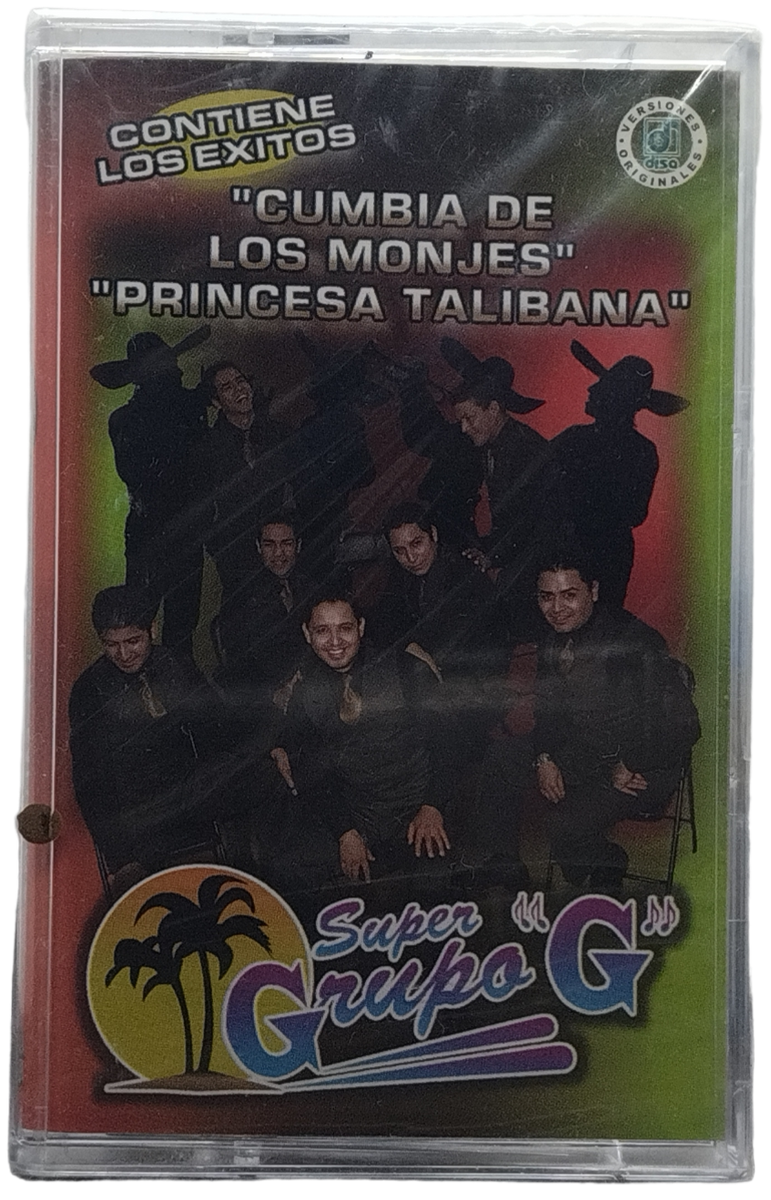 CONTIENE
LOS EXITOS
VERSIONES
disa
ORIGINALES
"CUMBIA DE
LOS MONJES"
"PRINCESA TALIBANA"
Super
Grupo "G"